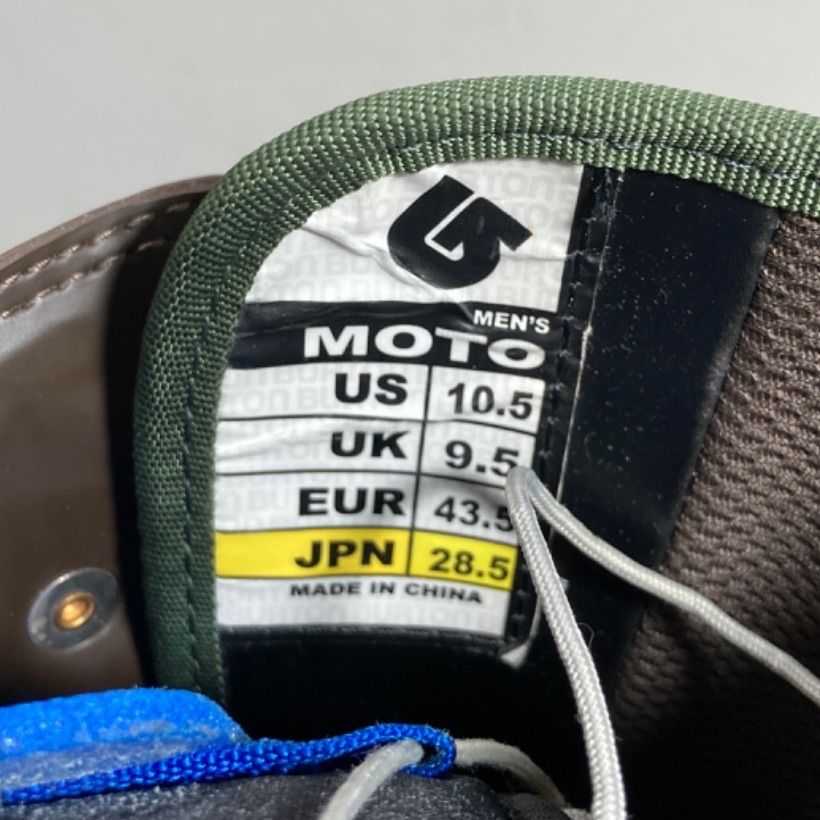 MEN'S
MOTO
US 10.5
UK 9.5
EUR 43.5
JPN 28.5
MADE IN CHINA